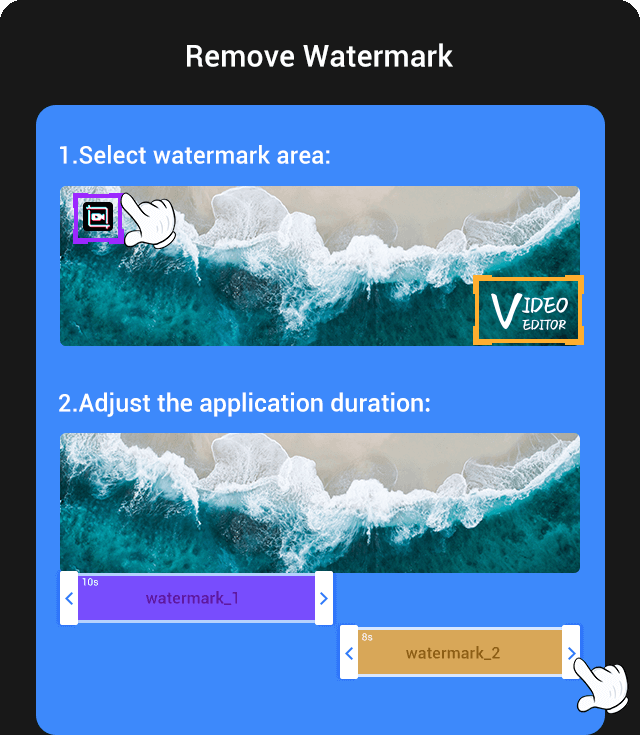 Remove Watermark
1.Select watermark area:
VIDEO
EDITOR
2.Adjust the application duration:
10s
watermark_1
8s
watermark_2